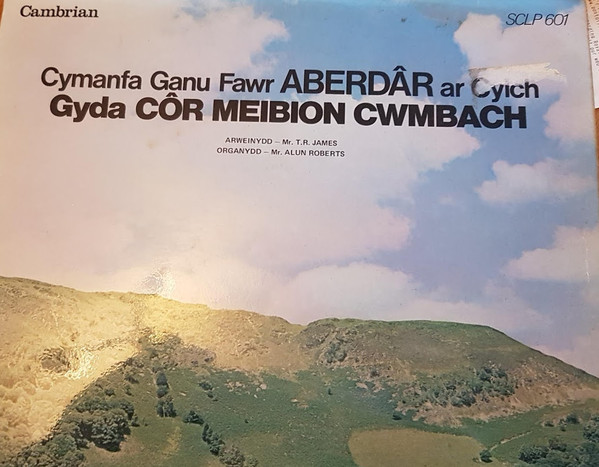 Cambrian
SCLP 601
Cymanfa Ganu Fawr ABERDÂR ar Cylch
Gyda CÔR MEIBION CWMBACH
ARWEINYDD – Mr. T.R. JAMES
ORGANYDD – Mr. ALUN ROBERTS